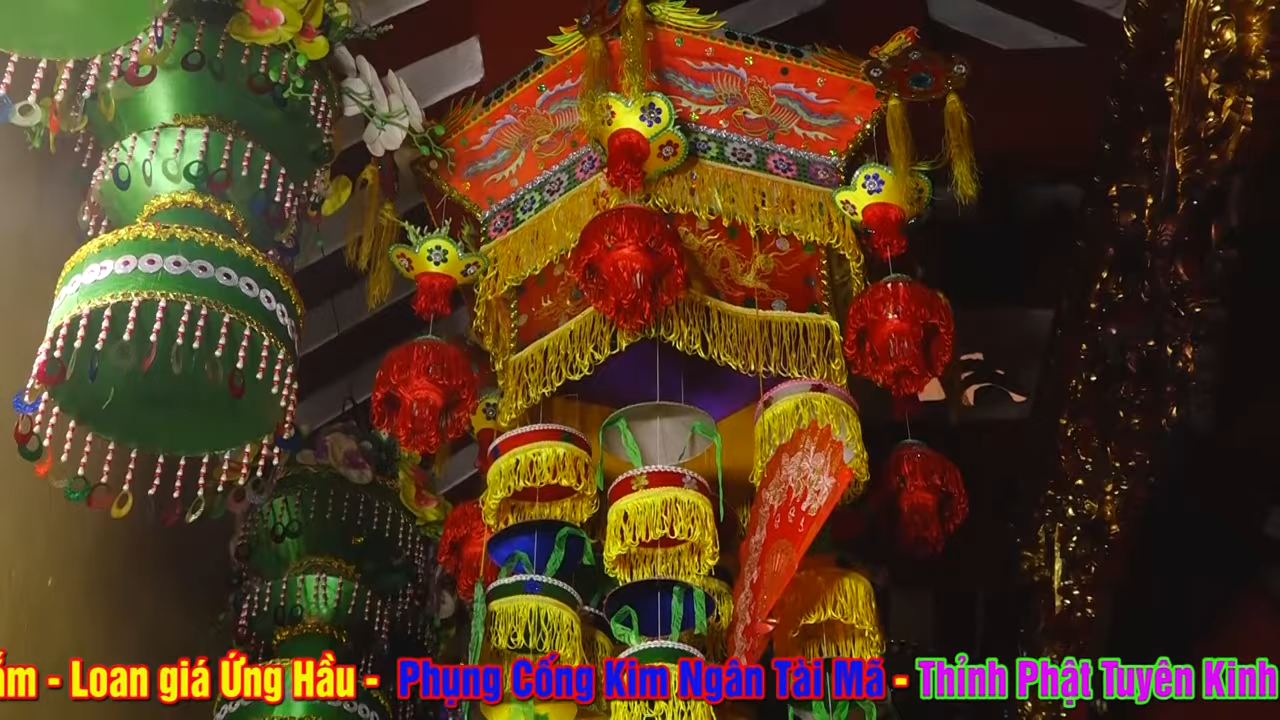 - Loan giá Ứng Hầu - Phụng Cống Kim Ngân Tài Mã - Thỉnh Phật Tuyên Kinh